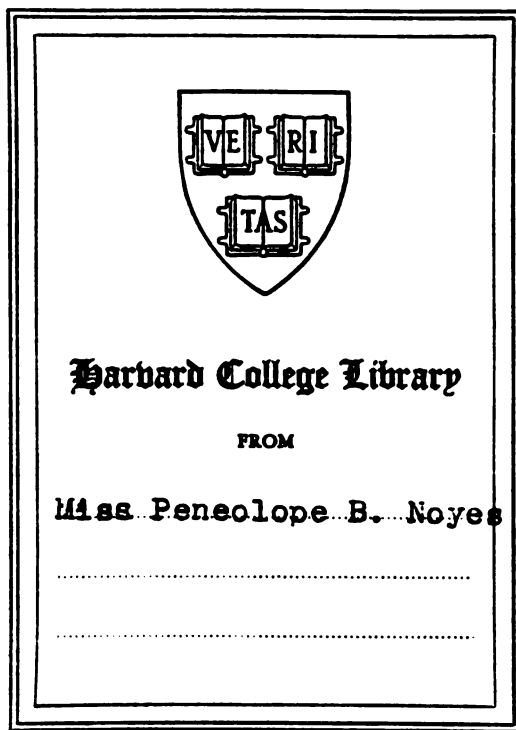 VE RI
TAS
Harvard College Library
FROM
Miss Peneolope B. Noyes